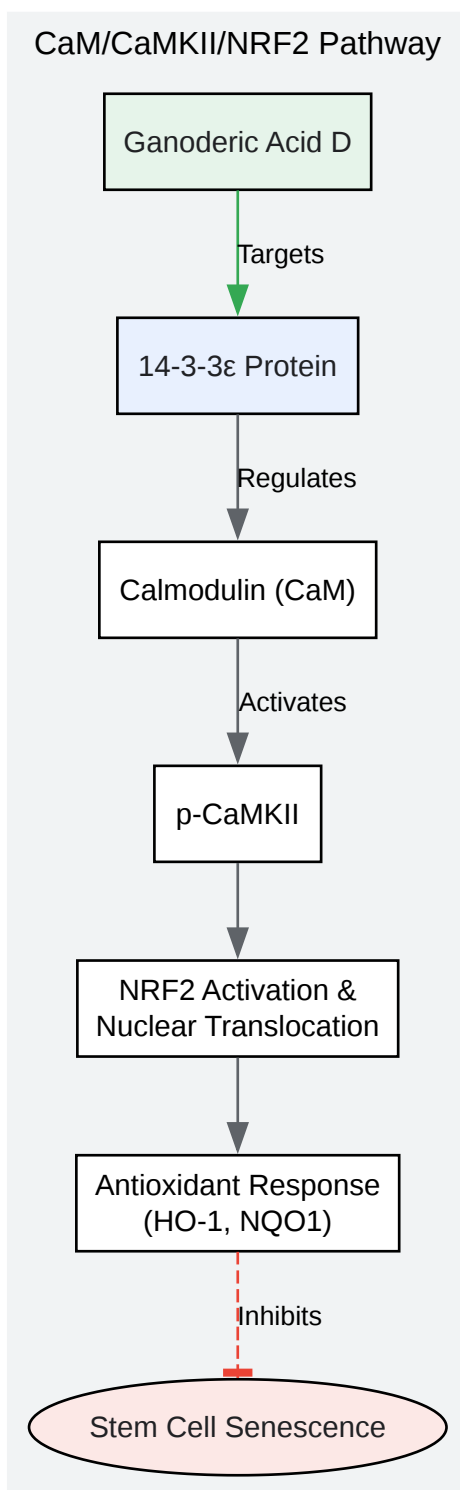 CaM/CaMKII/NRF2 Pathway
Ganoderic Acid D
Targets
14-3-3ε Protein
Regulates
Calmodulin (CaM)
Activates
p-CaMKII
NRF2 Activation &
Nuclear Translocation
Antioxidant Response
(HO-1, NQO1)
Inhibits
Stem Cell Senescence